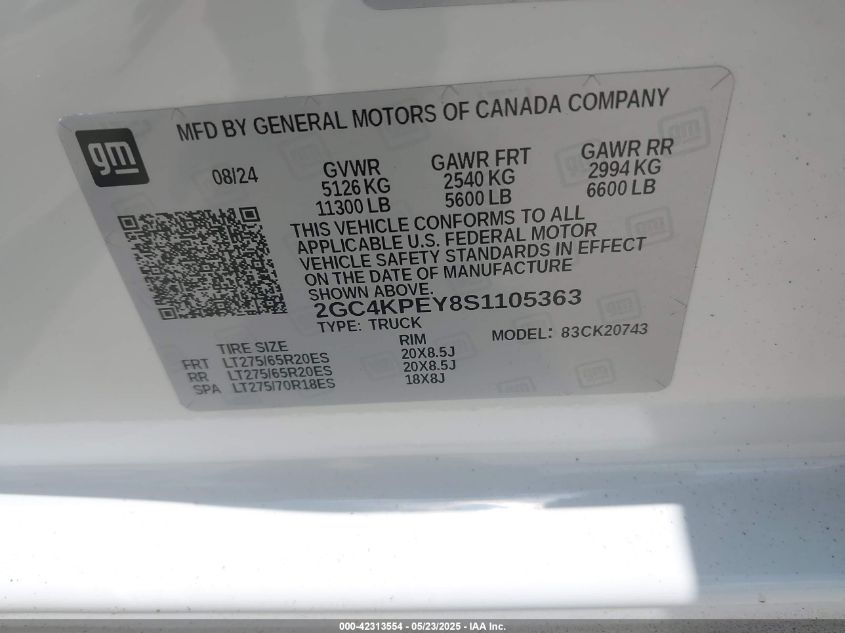 MFD BY GENERAL MOTORS OF CANADA COMPANY
gm
08/24 GVWR GAWR FRT GAWR RR
5126 KG 2540 KG 2994 KG
11300 LB 5600 LB 6600 LB
THIS VEHICLE CONFORMS TO ALL
APPLICABLE U.S. FEDERAL MOTOR
VEHICLE SAFETY STANDARDS IN EFFECT
ON THE DATE OF MANUFACTURE
SHOWN ABOVE.
2GC4KPEY8S1105363
TYPE: TRUCK MODEL: 83CK20743
TIRE SIZE RIM
FRT LT275/65R20ES 20X8.5J
RR LT275/65R20ES 20X8.5J
SPA LT275/70R18ES 18X8J
000-42313554 - 05/23/2025 - IAA Inc.